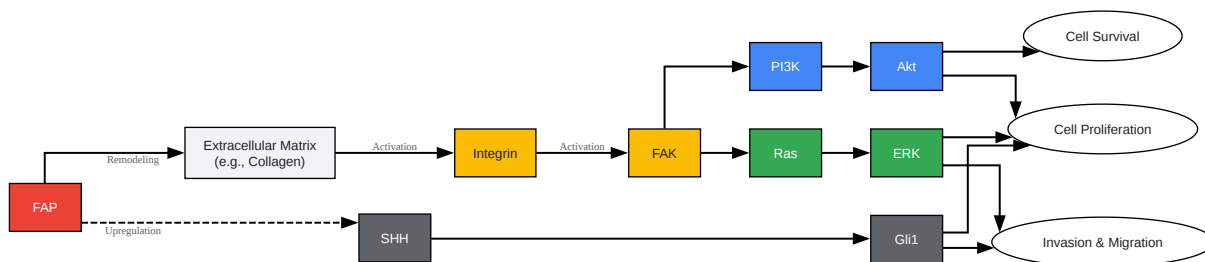 Cell Survival
PI3K
Akt
Cell Proliferation
Extracellular Matrix
(e.g., Collagen)
Activation
Integrin
Activation
FAK
Ras
ERK
Remodeling
FAP
Upregulation
SHH
Gli1
Invasion & Migration